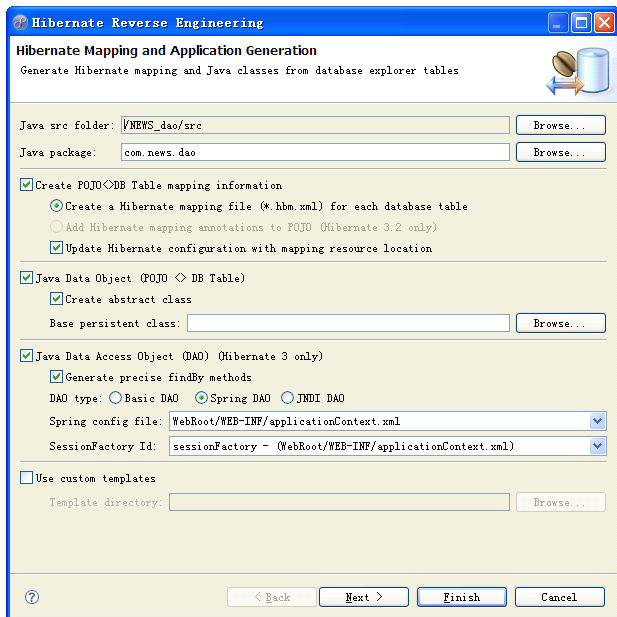 Hibernate Reverse Engineering
Hibernate Mapping and Application Generation
Generate Hibernate mapping and Java classes from database explorer tables
Java src folder: /NEWS_dao/src Browse...
Java package: com.news.dao Browse...
Create POJO<>DB Table mapping information
Create a Hibernate mapping file (*.hbm.xml) for each database table
Add Hibernate mapping annotations to POJO (Hibernate 3.2 only)
Update Hibernate configuration with mapping resource location
Java Data Object (POJO <> DB Table)
Create abstract class
Base persistent class: Browse...
Java Data Access Object (DAO) (Hibernate 3 only)
Generate precise findBy methods
DAO type: Basic DAO Spring DAO JNDI DAO
Spring config file: WebRoot/WEB-INF/applicationContext.xml
SessionFactory Id: sessionFactory - (WebRoot/WEB-INF/applicationContext.xml)
Use custom templates
Template directory: Browse...
? < Back Next > Finish Cancel